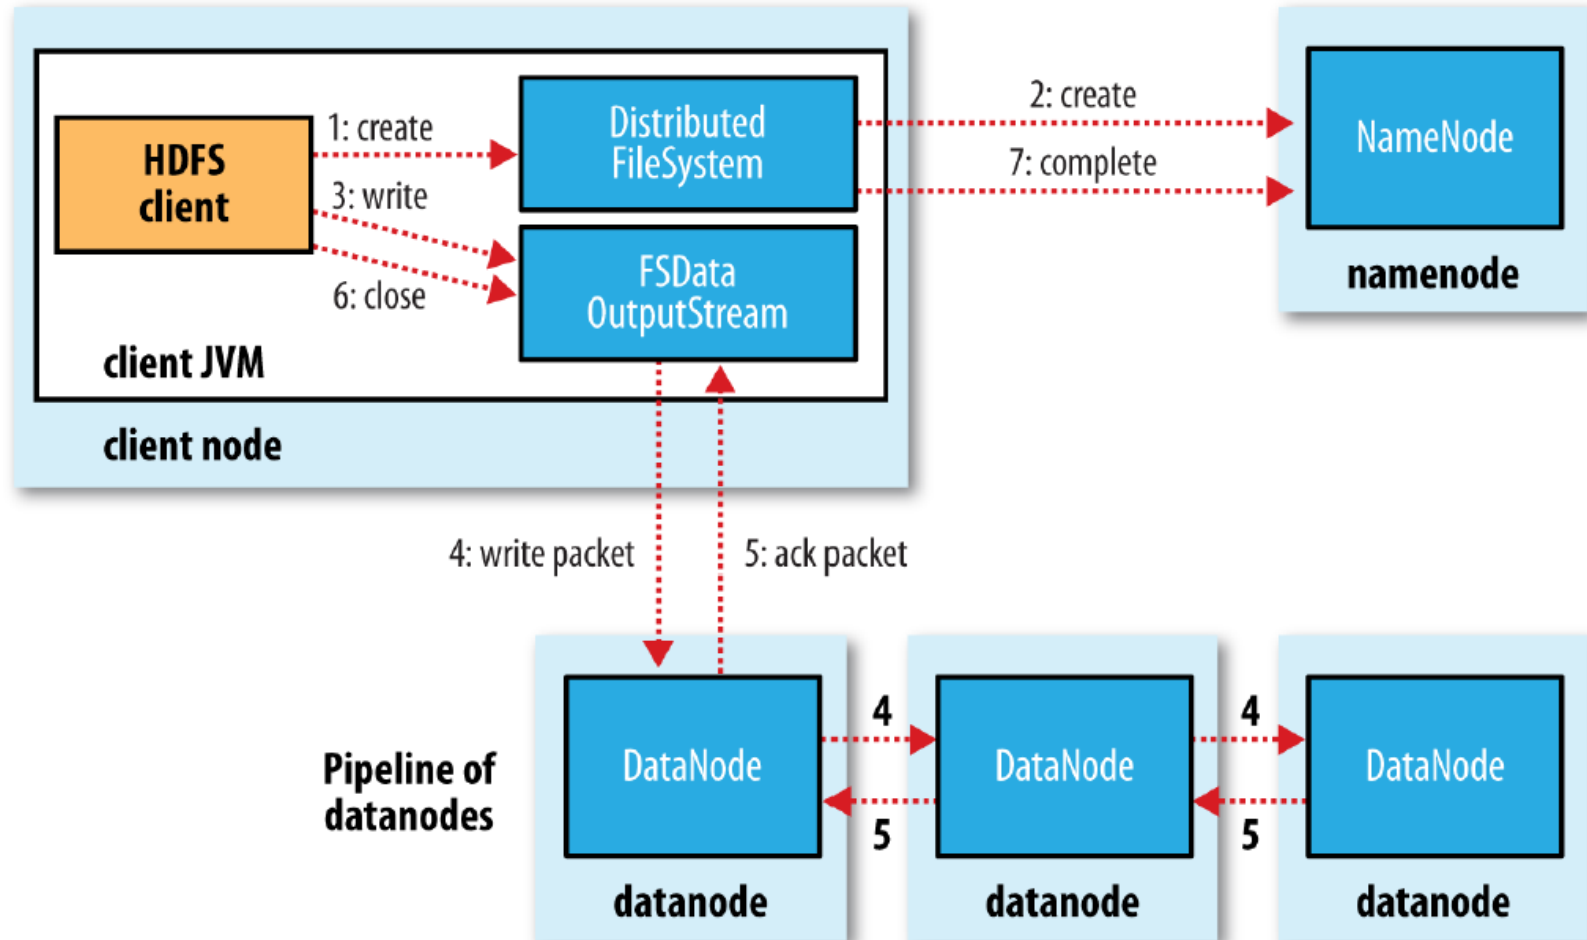 1: create
HDFS
client
3: write
6: close
Distributed
FileSystem
FSData
OutputStream
client JVM
client node
2: create
7: complete
NameNode
namenode
4: write packet
5: ack packet
Pipeline of
datanodes
DataNode
4
5
DataNode
4
5
DataNode
datanode
datanode
datanode